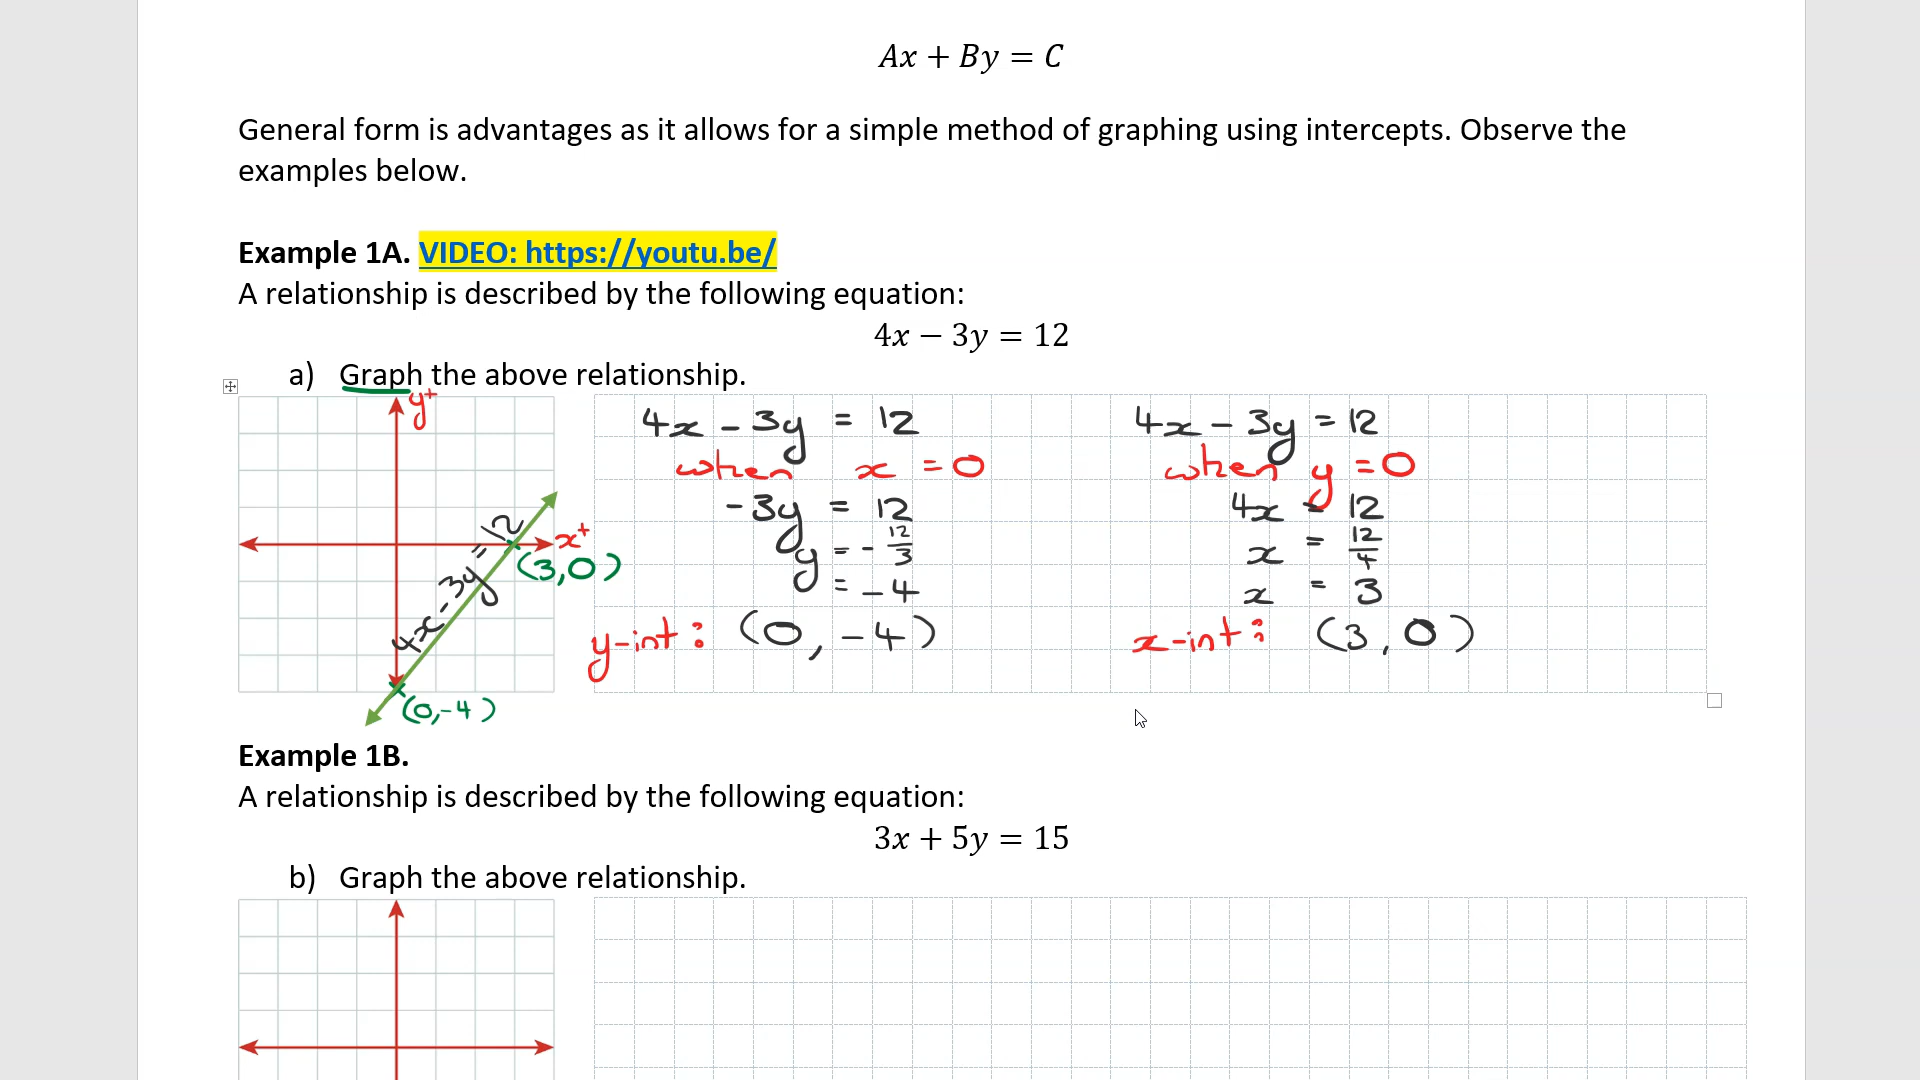 Ax + By = C
General form is advantages as it allows for a simple method of graphing using intercepts. Observe the
examples below.
Example 1A. VIDEO: https://youtu.be/
A relationship is described by the following equation:
4x − 3y = 12
a) Graph the above relationship.
y+
x+
4x - 3y = 12
(3,0)
(0,-4)
4x - 3y = 12
when x = 0
-3y = 12
y = - 12/3
= -4
y-int: (0, -4)
4x - 3y = 12
when y = 0
4x = 12
x = 12/4
x = 3
x-int: (3, 0)
Example 1B.
A relationship is described by the following equation:
3x + 5y = 15
b) Graph the above relationship.